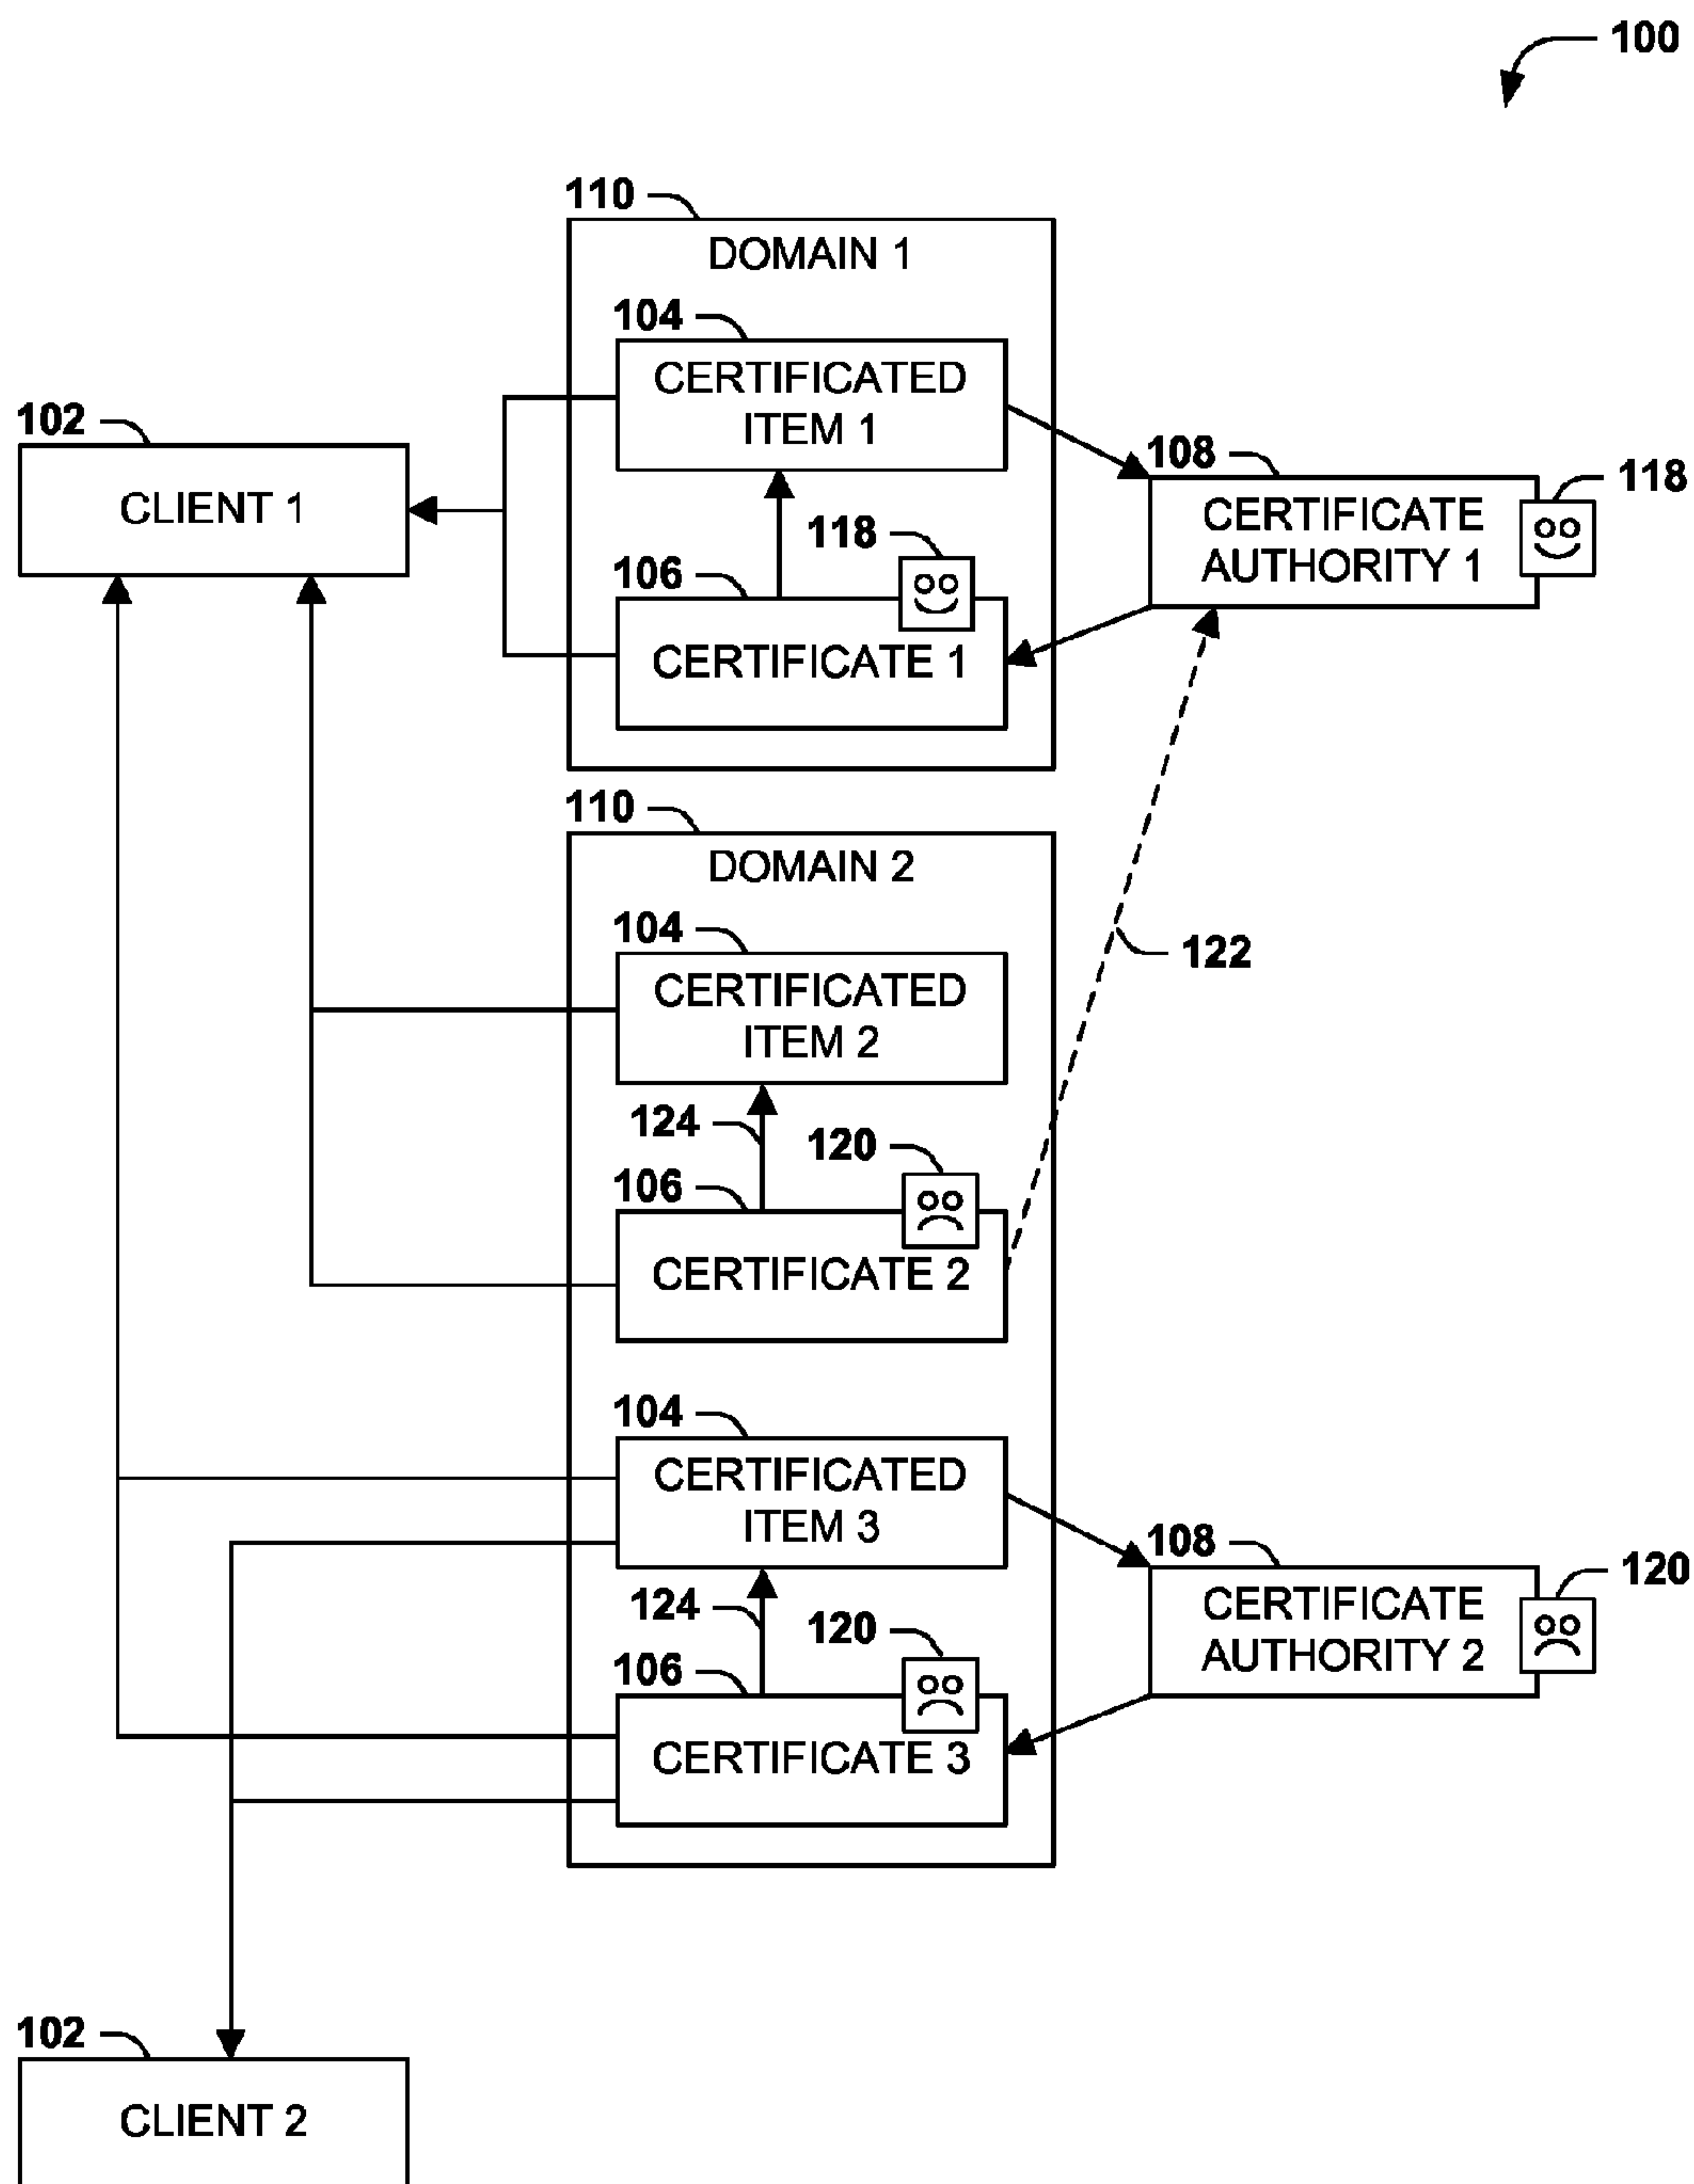 100
110
DOMAIN 1
104
CERTIFICATED
ITEM 1
102
CLIENT 1
108
CERTIFICATE
AUTHORITY 1
118
118
106
CERTIFICATE 1
110
DOMAIN 2
104
CERTIFICATED
ITEM 2
122
124
120
106
CERTIFICATE 2
104
CERTIFICATED
ITEM 3
108
CERTIFICATE
AUTHORITY 2
120
124
120
106
CERTIFICATE 3
102
CLIENT 2